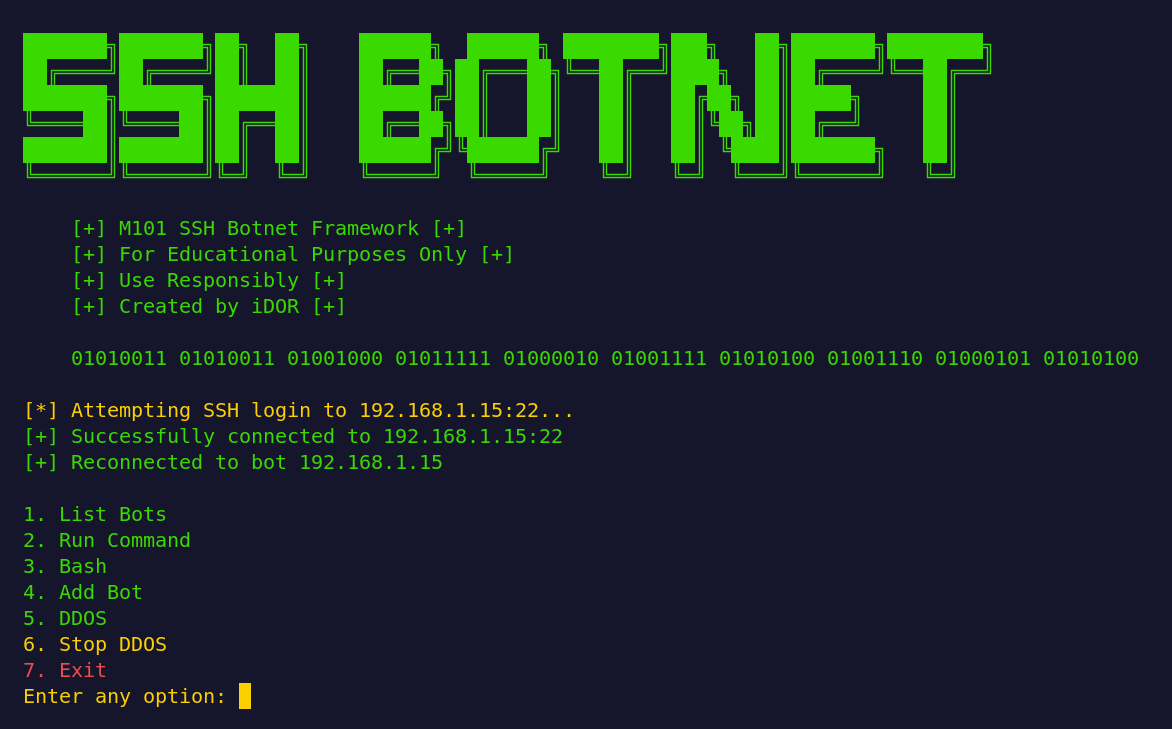 SSH BOTNET
[+] M101 SSH Botnet Framework [+]
[+] For Educational Purposes Only [+]
[+] Use Responsibly [+]
[+] Created by iDOR [+]
01010011 01010011 01001000 01011111 01000010 01001111 01010100 01001110 01000101 01010100
[*] Attempting SSH login to 192.168.1.15:22...
[+] Successfully connected to 192.168.1.15:22
[+] Reconnected to bot 192.168.1.15
1. List Bots
2. Run Command
3. Bash
4. Add Bot
5. DDOS
6. Stop DDOS
7. Exit
Enter any option: